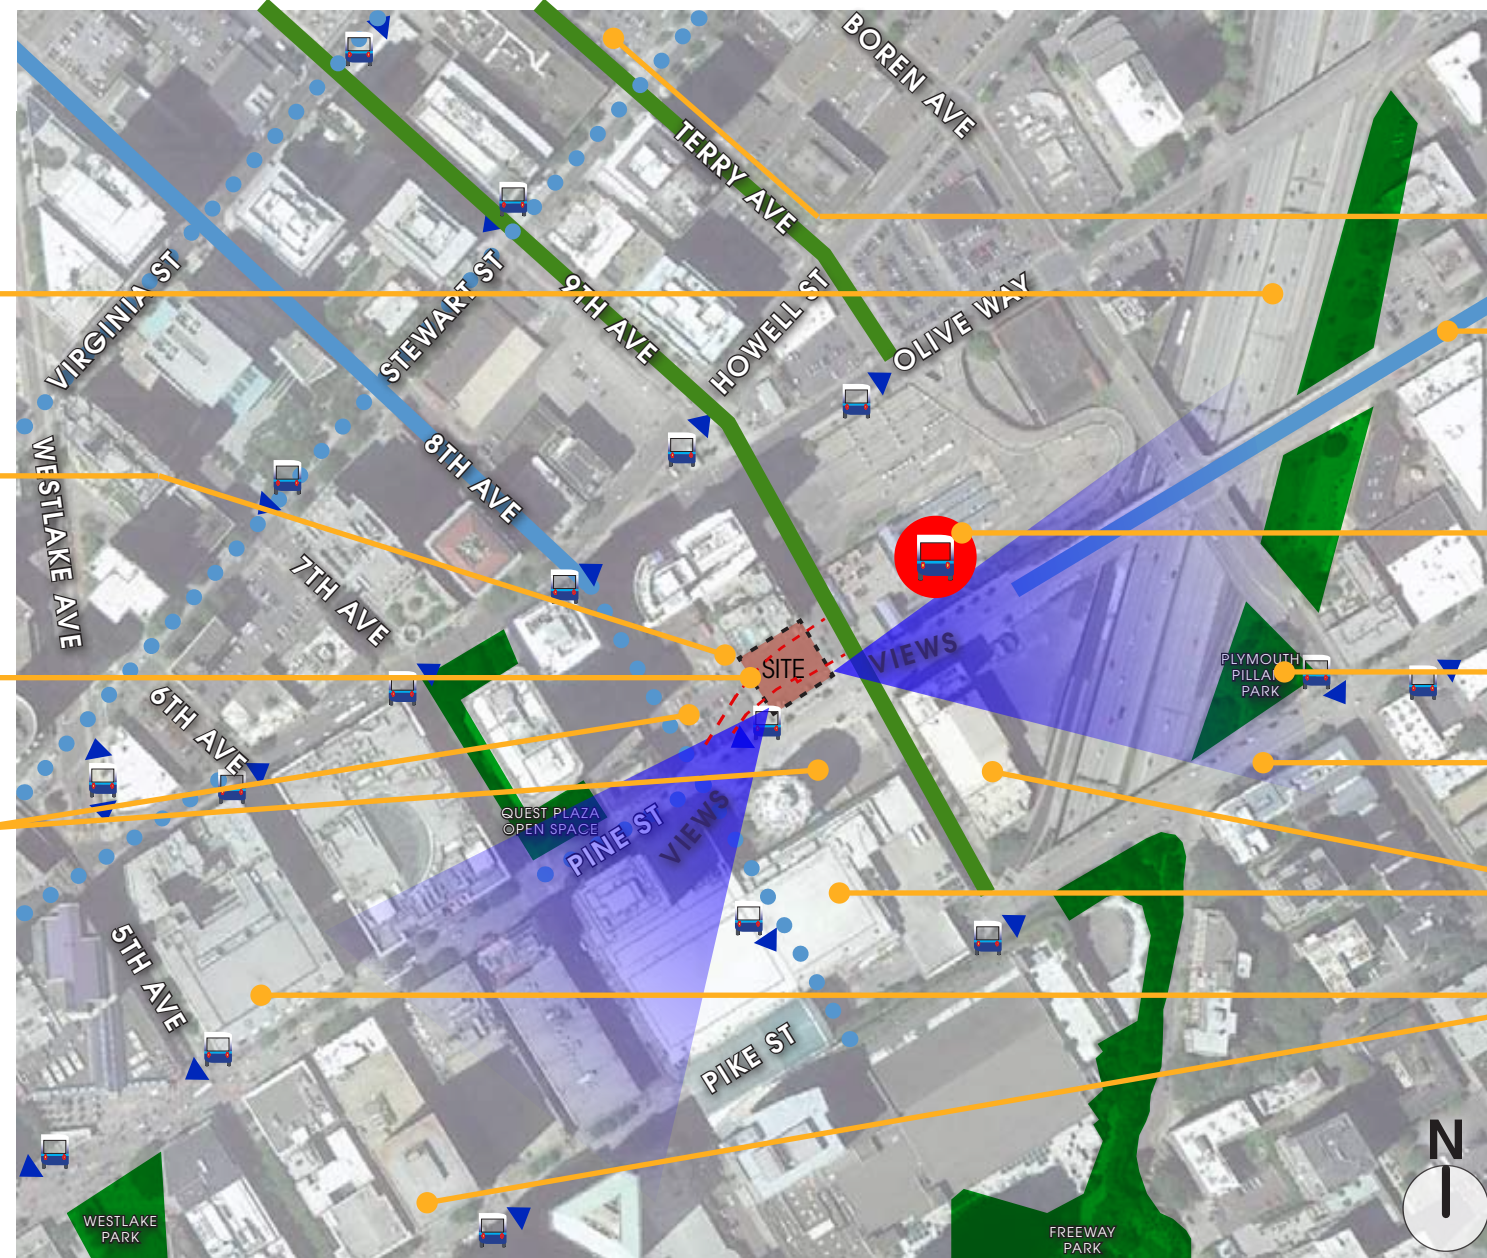 BOREN AVE
TERRY AVE
VIRGINIA ST
STEWART ST
9TH AVE
HOWELL ST
OLIVE WAY
WESTLAKE AVE
8TH AVE
7TH AVE
SITE
VIEWS
PLYMOUTH
PILLARS
PARK
6TH AVE
QUEST PLAZA
OPEN SPACE
PINE ST
VIEWS
5TH AVE
PIKE ST
N
WESTLAKE
PARK
FREEWAY
PARK